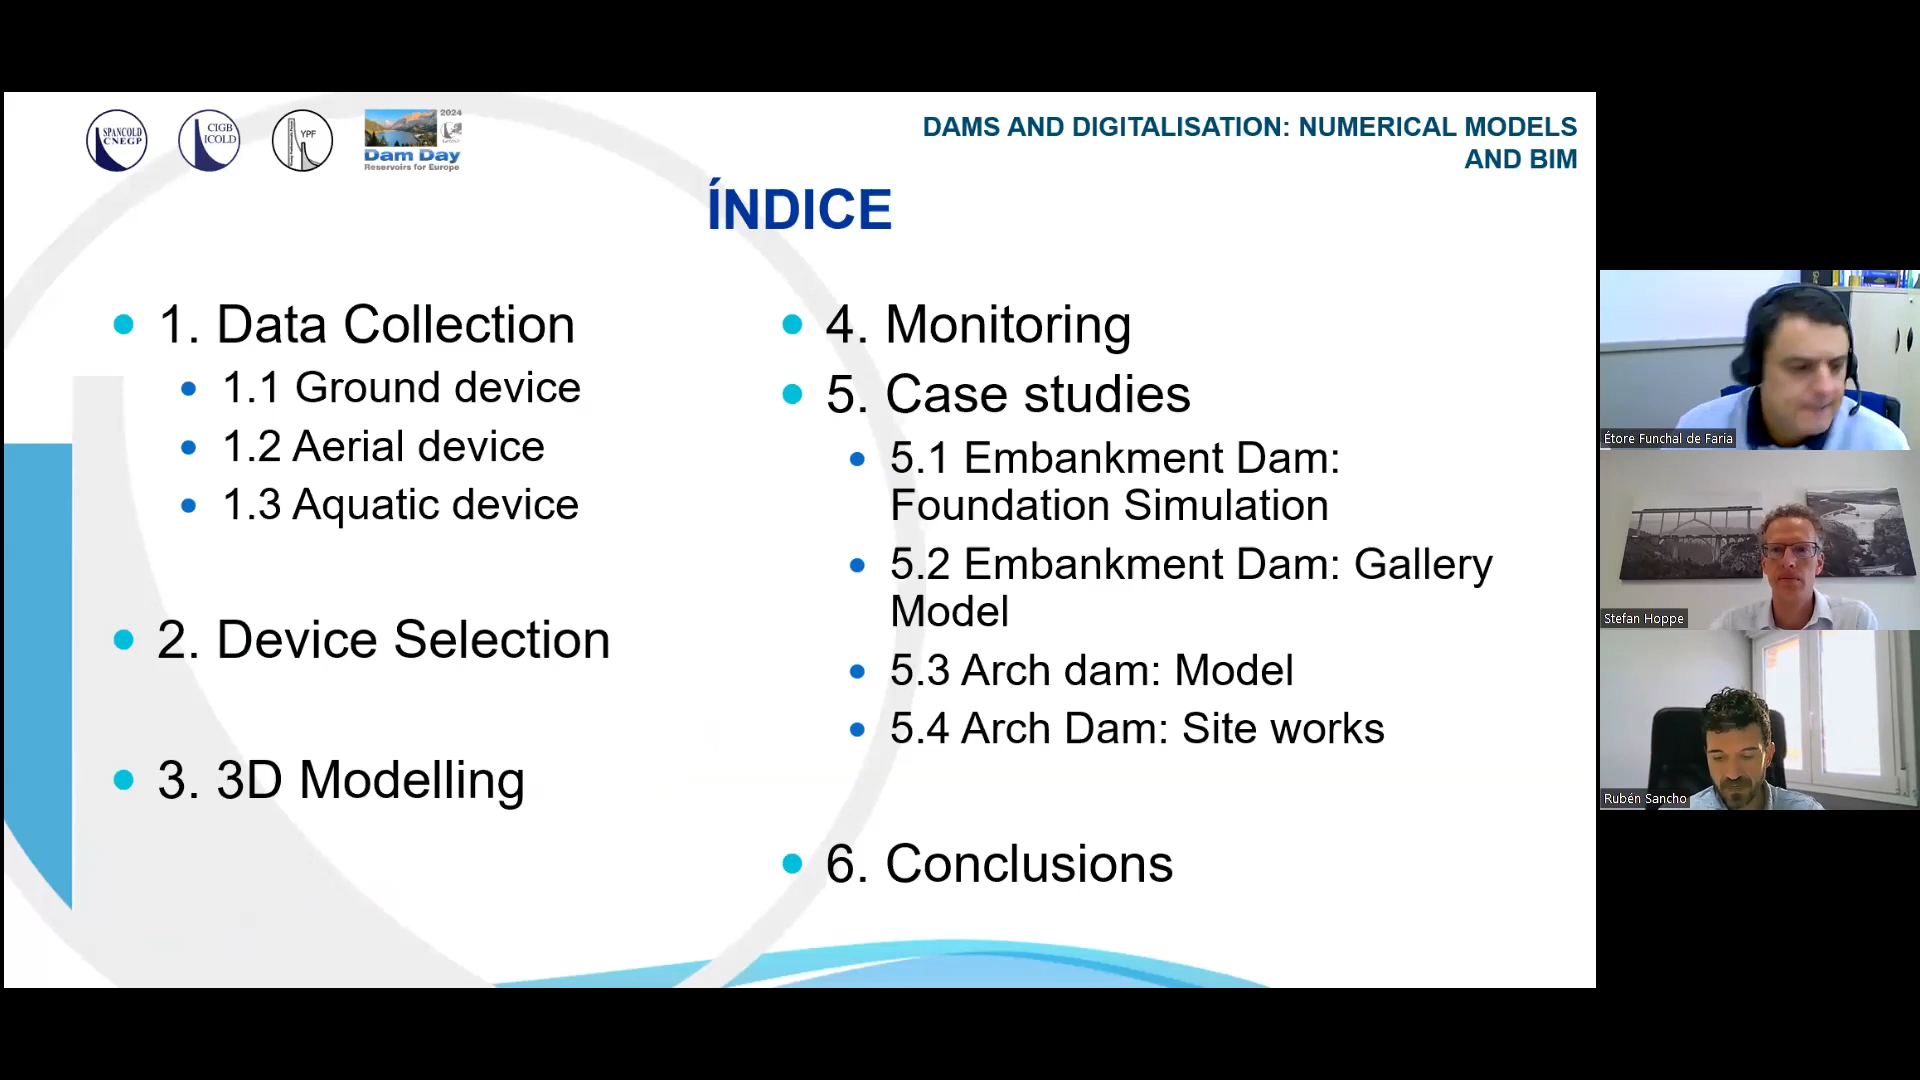 SPANCOLD
CNEGP
CIGB
ICOLD
YPF
2024
Dam Day
Reservoirs for Europe
DAMS AND DIGITALISATION: NUMERICAL MODELS
AND BIM
ÍNDICE
1. Data Collection
1.1 Ground device
1.2 Aerial device
1.3 Aquatic device
2. Device Selection
3. 3D Modelling
4. Monitoring
5. Case studies
5.1 Embankment Dam:
Foundation Simulation
5.2 Embankment Dam: Gallery
Model
5.3 Arch dam: Model
5.4 Arch Dam: Site works
6. Conclusions
Étore Funchal de Faria
Stefan Hoppe
Rubén Sancho